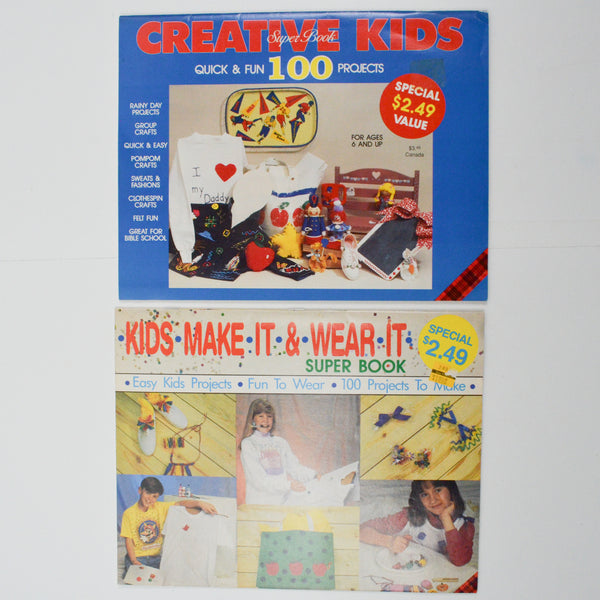 CREATIVE KIDS
Super Book
QUICK & FUN 100 PROJECTS
SPECIAL
$2.49
VALUE
RAINY DAY
PROJECTS
GROUP
CRAFTS
QUICK & EASY
POMPOM
CRAFTS
SWEATS &
FASHIONS
CLOTHESPIN
CRAFTS
FELT FUN
GREAT FOR
BIBLE SCHOOL
FOR AGES
6 AND UP
$3.49
Canada
I
my
Daddy
•KIDS•MAKE•IT•&•WEAR•IT•
SUPER BOOK
SPECIAL
$2.49
• Easy Kids Projects • Fun To Wear • 100 Projects To Make •